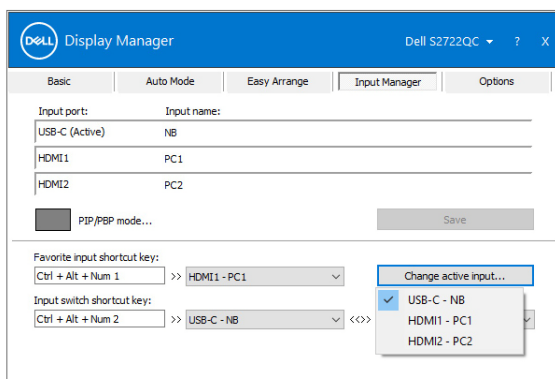 DELL Display Manager Dell S2722QC ? X
Basic Auto Mode Easy Arrange Input Manager Options
Input port: Input name:
USB-C (Active) NB
HDMI1 PC1
HDMI2 PC2
PIP/PBP mode... Save
Favorite input shortcut key:
Ctrl + Alt + Num 1 >> HDMI1 - PC1 Change active input...
Input switch shortcut key:
Ctrl + Alt + Num 2 >> USB-C - NB <<>>
USB-C - NB
HDMI1 - PC1
HDMI2 - PC2